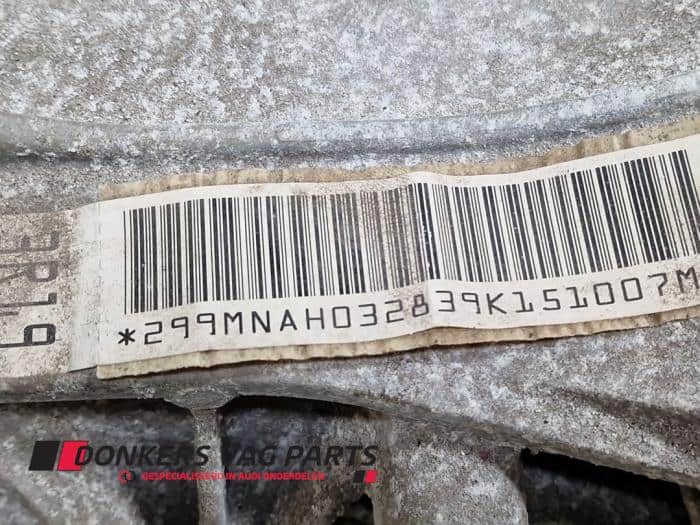 *299MNAH032839K151007M
DONKERS VAG PARTS
GESPECIALISEERD IN AUDI ONDERDELEN